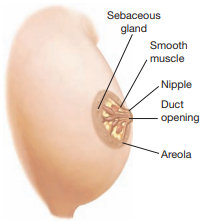 Sebaceous
gland
Smooth
muscle
Nipple
Duct
opening
Areola